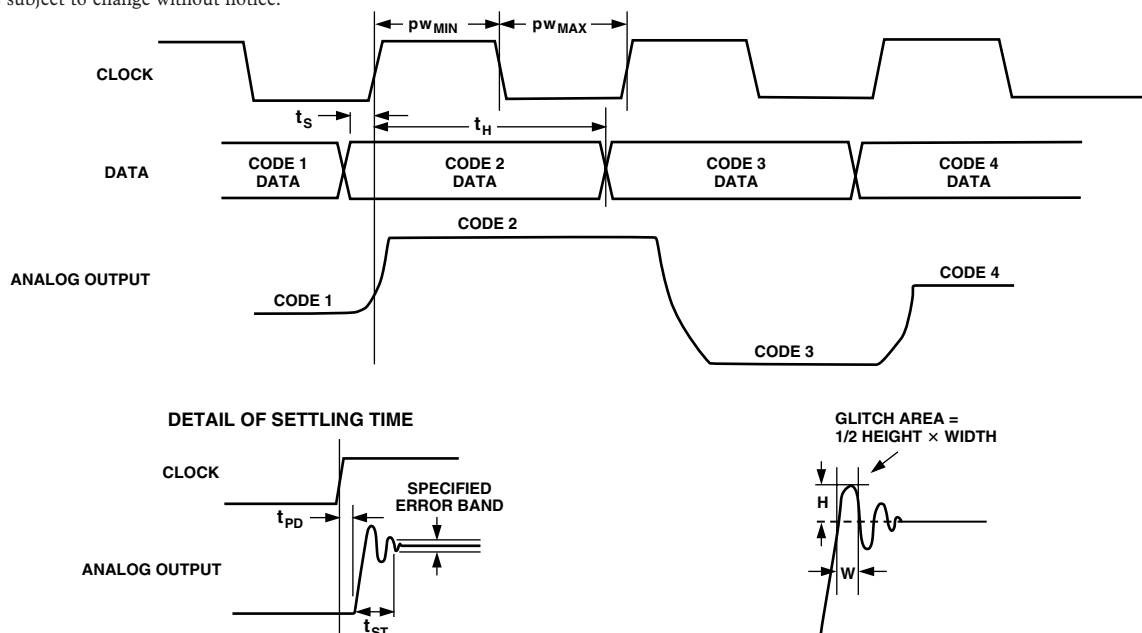 subject to change without notice.
pwMIN
pwMAX
CLOCK
tS
tH
DATA
CODE 1
DATA
CODE 2
DATA
CODE 3
DATA
CODE 4
DATA
CODE 2
ANALOG OUTPUT
CODE 1
CODE 4
CODE 3
DETAIL OF SETTLING TIME
CLOCK
SPECIFIED
ERROR BAND
tPD
ANALOG OUTPUT
tST
GLITCH AREA =
1/2 HEIGHT × WIDTH
H
W